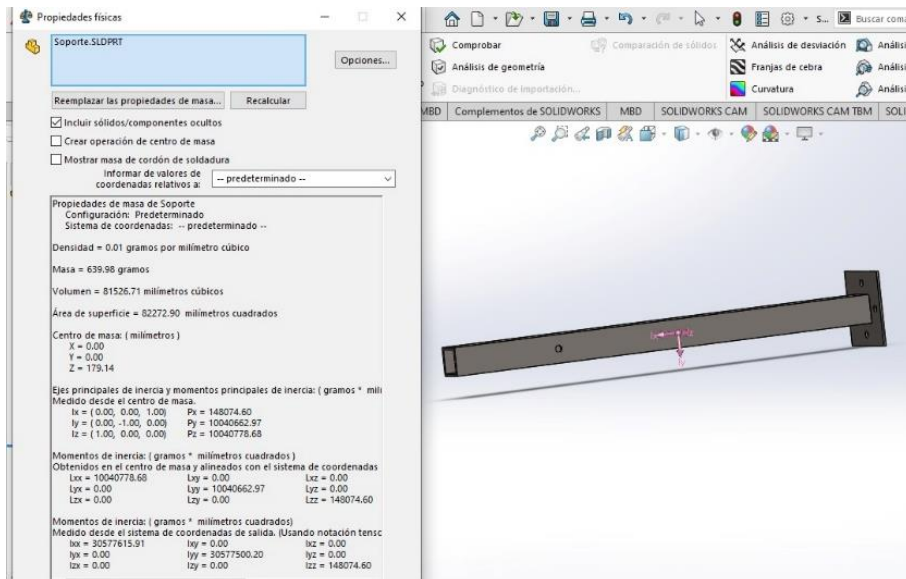 Propiedades físicas
Soporte.SLDPRT
Opciones...
Reemplazar las propiedades de masa...
Recalcular
Incluir sólidos/componentes ocultos
Crear operación de centro de masa
Mostrar masa de cordón de soldadura
Informar de valores de
coordenadas relativos a:
-- predeterminado --
Propiedades de masa de Soporte
Configuración: Predeterminado
Sistema de coordenadas: -- predeterminado --
Densidad = 0.01 gramos por milímetro cúbico
Masa = 639.98 gramos
Volumen = 81526.71 milímetros cúbicos
Área de superficie = 82272.90 milímetros cuadrados
Centro de masa: ( milímetros )
X = 0.00
Y = 0.00
Z = 179.14
Ejes principales de inercia y momentos principales de inercia: ( gramos * mili
Medido desde el centro de masa.
Ix = ( 0.00, 0.00, 1.00) Px = 148074.60
Iy = ( 0.00, -1.00, 0.00) Py = 10040662.97
Iz = ( 1.00, 0.00, 0.00) Pz = 10040778.68
Momentos de inercia: ( gramos * milímetros cuadrados )
Obtenidos en el centro de masa y alineados con el sistema de coordenadas
Lxx = 10040778.68 Lxy = 0.00 Lxz = 0.00
Lyx = 0.00 Lyy = 10040662.97 Lyz = 0.00
Lzx = 0.00 Lzy = 0.00 Lzz = 148074.60
Momentos de inercia: ( gramos * milímetros cuadrados)
Medido desde el sistema de coordenadas de salida. (Usando notación tensc
Ixx = 30577615.91 Ixy = 0.00 Ixz = 0.00
Iyx = 0.00 Iyy = 30577500.20 Iyz = 0.00
Izx = 0.00 Izy = 0.00 Izz = 148074.60
S...
Buscar coma
Comprobar
Comparación de sólidos
Análisis de desviación
Análisi
Análisis de geometría
Franjas de cebra
Análisi
Diagnóstico de importación...
Curvatura
Análisi
MBD
Complementos de SOLIDWORKS
MBD
SOLIDWORKS CAM
SOLIDWORKS CAM TBM
SOLI